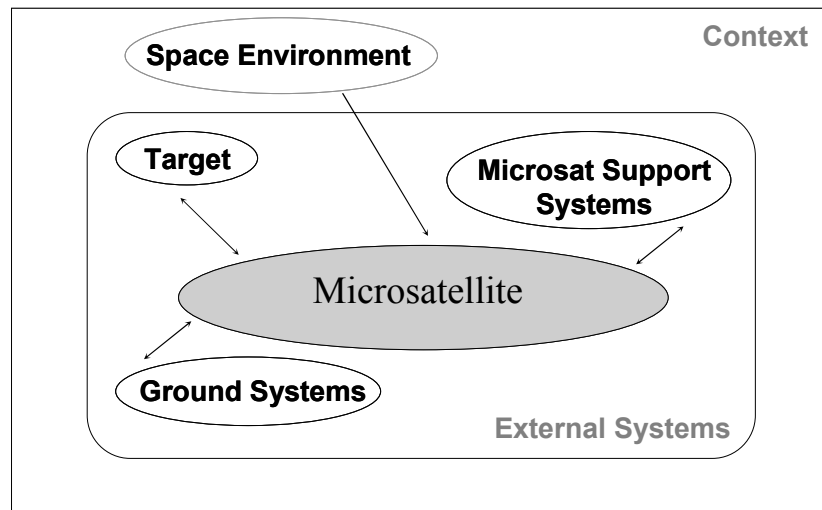 Context
Space Environment
Target
Microsat Support
Systems
Microsatellite
Ground Systems
External Systems